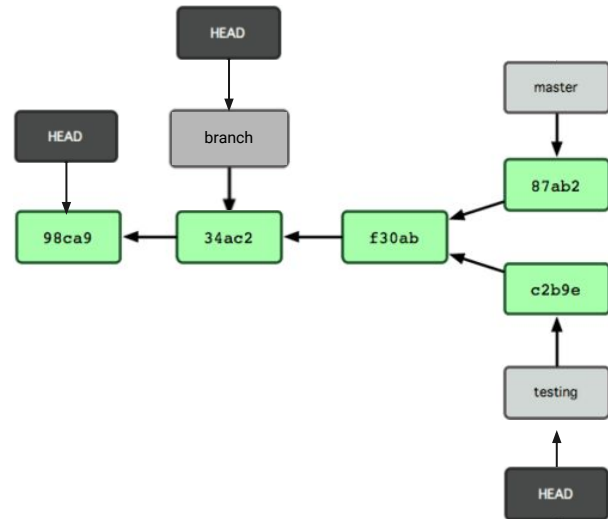 HEAD
master
HEAD
branch
87ab2
98ca9
34ac2
f30ab
c2b9e
testing
HEAD